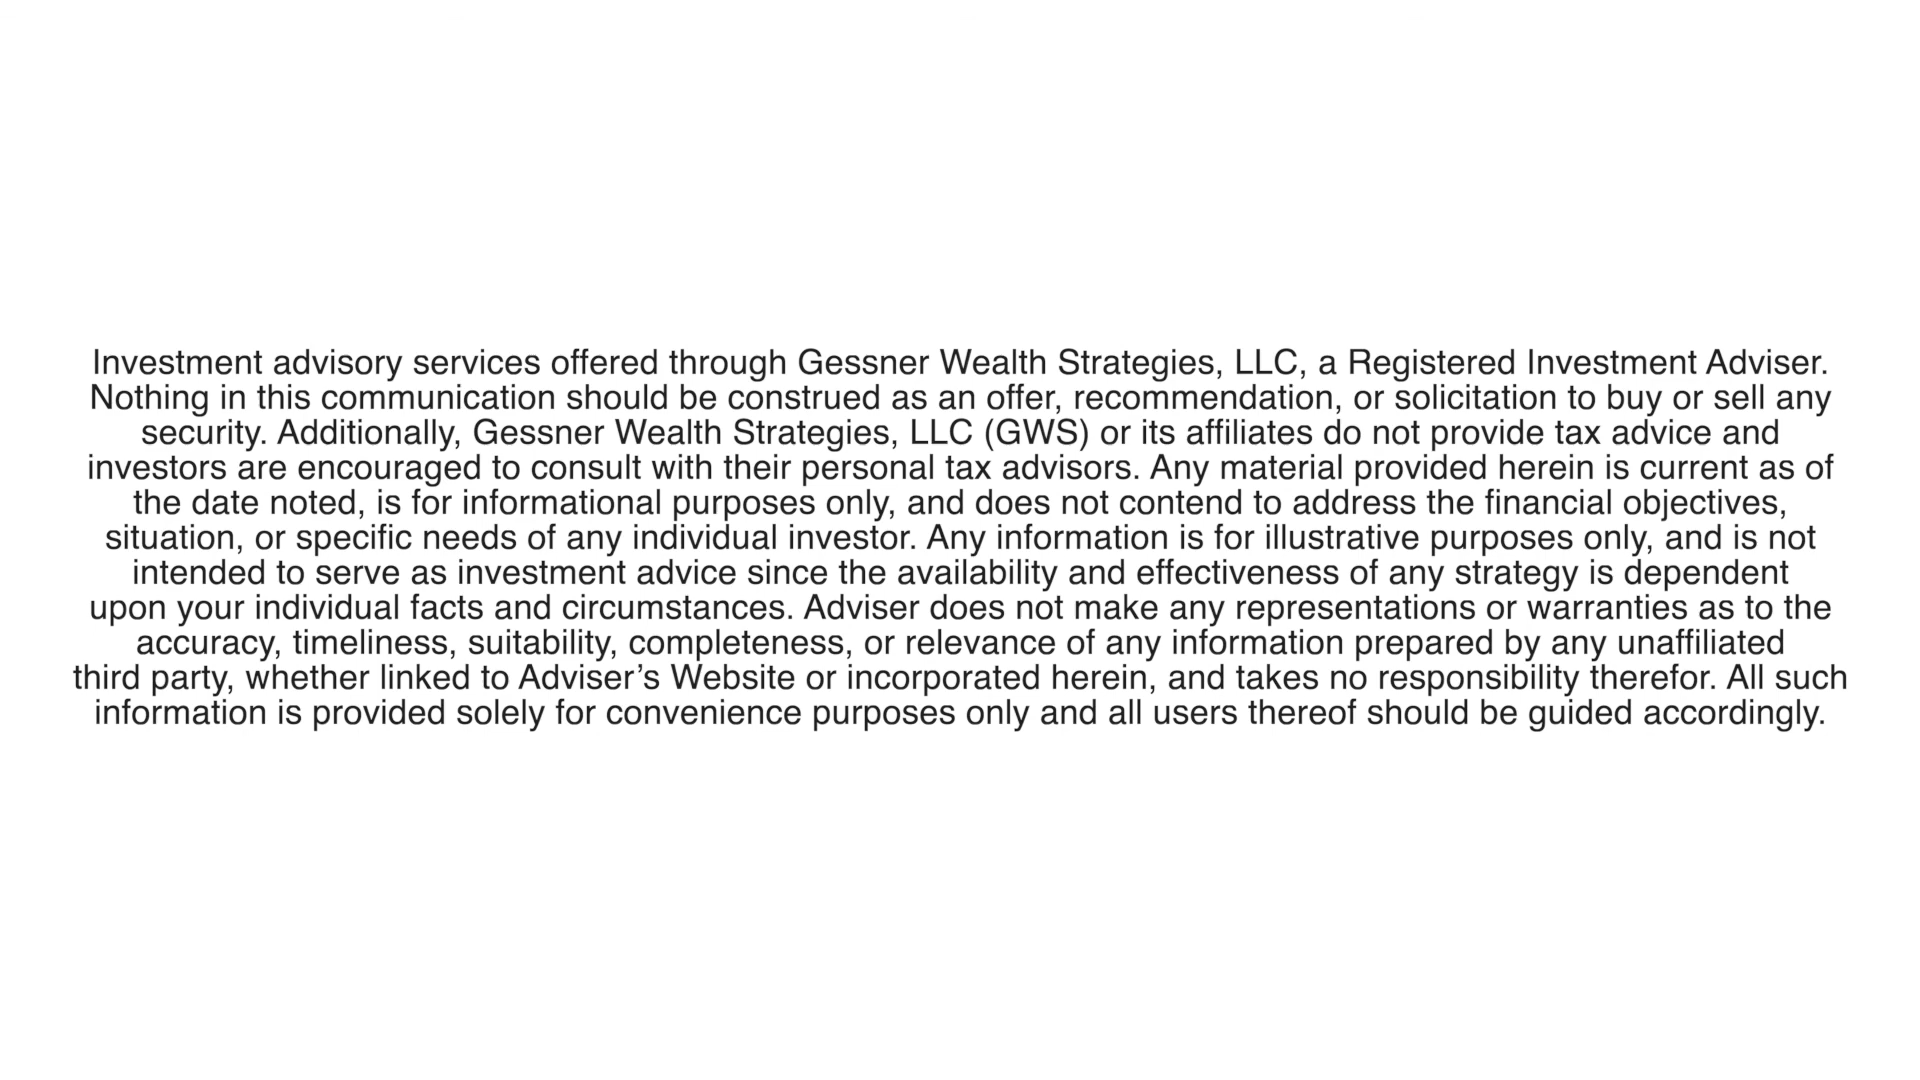 Investment advisory services offered through Gessner Wealth Strategies, LLC, a Registered Investment Adviser.
Nothing in this communication should be construed as an offer, recommendation, or solicitation to buy or sell any
security. Additionally, Gessner Wealth Strategies, LLC (GWS) or its affiliates do not provide tax advice and
investors are encouraged to consult with their personal tax advisors. Any material provided herein is current as of
the date noted, is for informational purposes only, and does not contend to address the financial objectives,
situation, or specific needs of any individual investor. Any information is for illustrative purposes only, and is not
intended to serve as investment advice since the availability and effectiveness of any strategy is dependent
upon your individual facts and circumstances. Adviser does not make any representations or warranties as to the
accuracy, timeliness, suitability, completeness, or relevance of any information prepared by any unaffiliated
third party, whether linked to Adviser’s Website or incorporated herein, and takes no responsibility therefor. All such
information is provided solely for convenience purposes only and all users thereof should be guided accordingly.